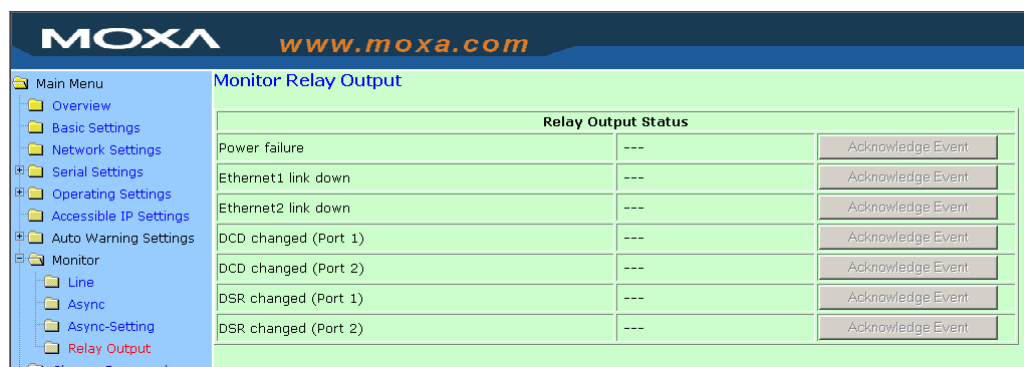 MOXA
www.moxa.com
Main Menu
Overview
Basic Settings
Network Settings
Serial Settings
Operating Settings
Accessible IP Settings
Auto Warning Settings
Monitor
Line
Async
Async-Setting
Relay Output
Monitor Relay Output
Relay Output Status
Power failure --- Acknowledge Event
Ethernet1 link down --- Acknowledge Event
Ethernet2 link down --- Acknowledge Event
DCD changed (Port 1) --- Acknowledge Event
DCD changed (Port 2) --- Acknowledge Event
DSR changed (Port 1) --- Acknowledge Event
DSR changed (Port 2) --- Acknowledge Event